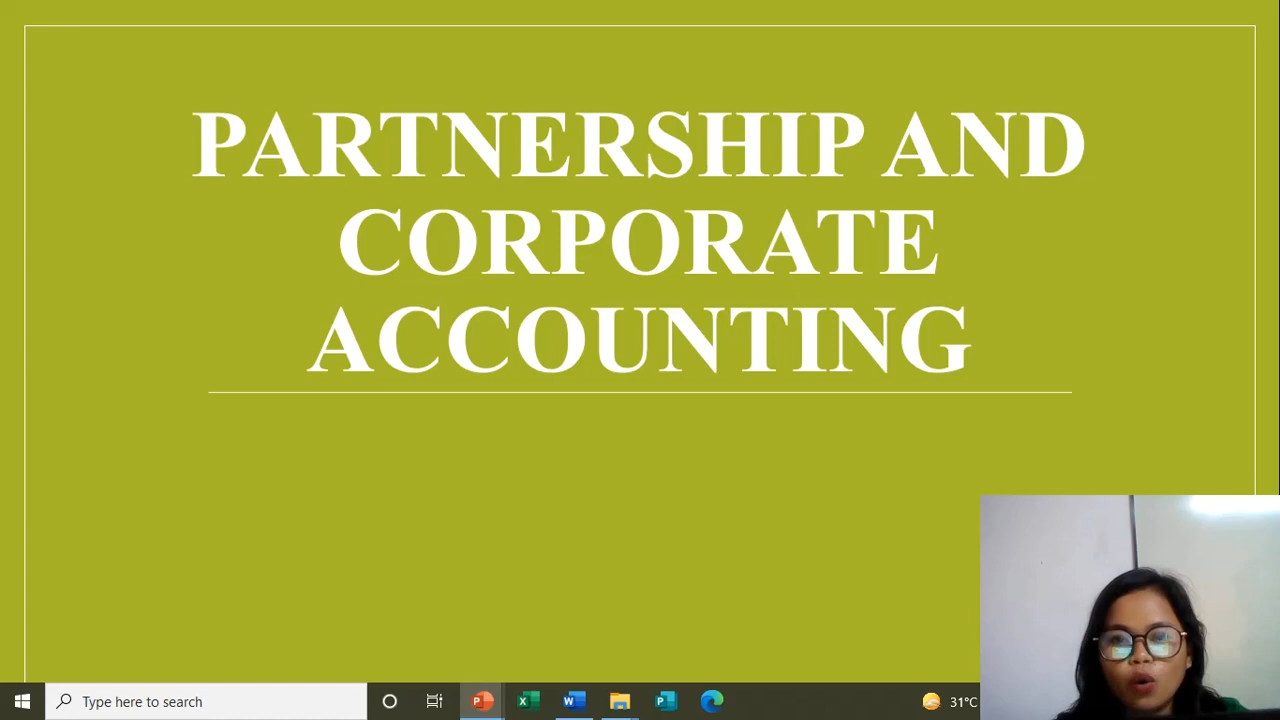 PARTNERSHIP AND
CORPORATE
ACCOUNTING
Type here to search
31°C